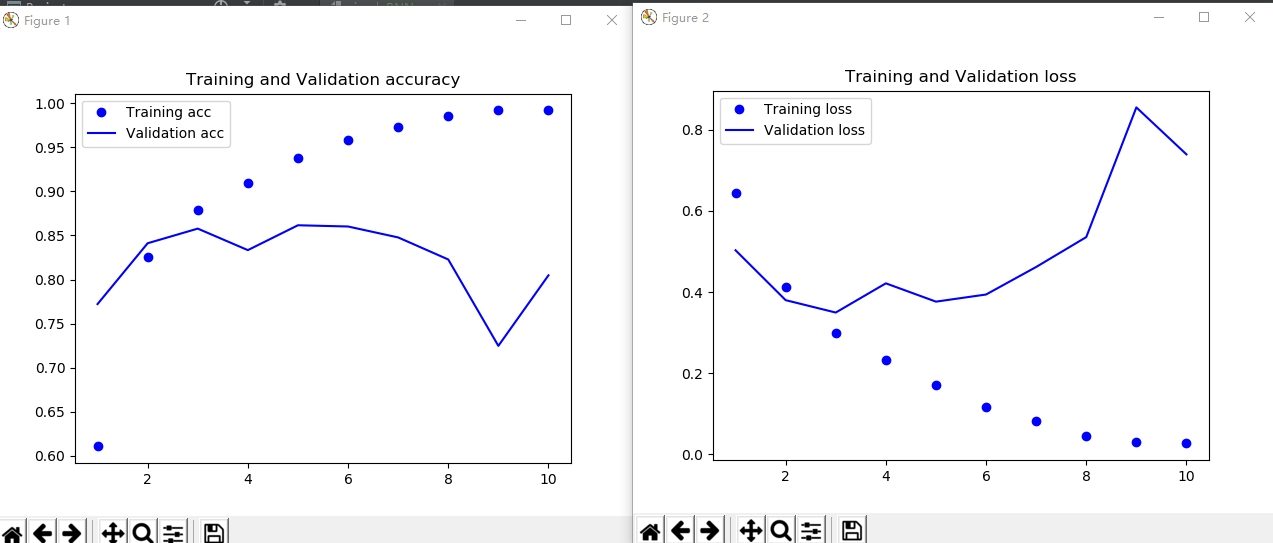 Figure 1
Training and Validation accuracy
Training acc
Validation acc
1.00
0.95
0.90
0.85
0.80
0.75
0.70
0.65
0.60
2 4 6 8 10
Figure 2
Training and Validation loss
Training loss
Validation loss
0.8
0.6
0.4
0.2
0.0
2 4 6 8 10